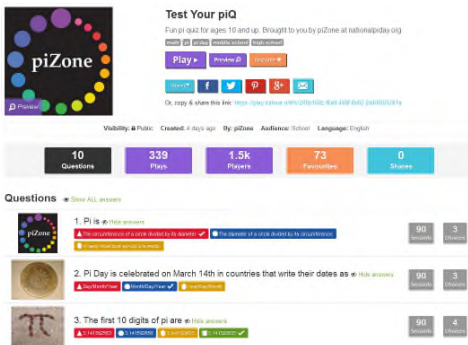 Test Your piQ
Fun pi quiz for ages 10 and up. Brought to you by piZone at nationalpiday.org
math pi pi day middle school high school
piZone
Preview
Play
Preview
Favourite
Share
Or, copy & share this link:
Visibility: Public Created: 4 days ago By: piZone Audience: School Language: English
10 339 1.5k 73 0
Questions Plays Players Favourites Shares
Questions Show ALL answers
piZone
1. Pi is Hide answers
The circumference of a circle divided by its diameter
The diameter of a circle divided by its circumference
90 3
Seconds Choices
2. Pi Day is celebrated on March 14th in countries that write their dates as Hide answers
Day/Month/Year Month/Day/Year Year/Day/Month
90 3
Seconds Choices
3. The first 10 digits of pi are Hide answers
90 4
Seconds Choices